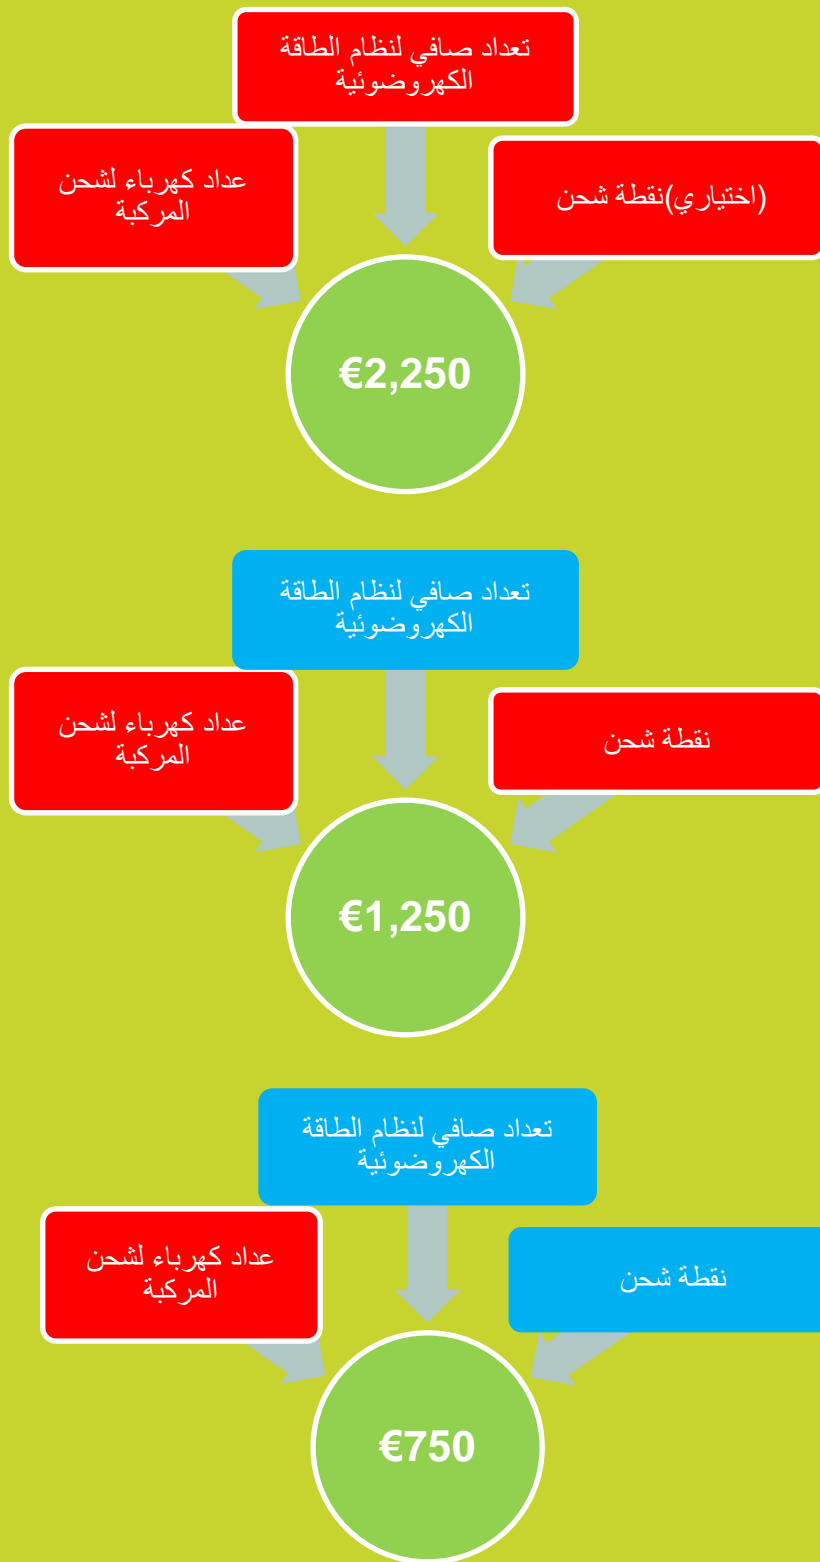 تعداد صافي لنظام الطاقة
الكهروضوئية
(اختياري)نقطة شحن
عداد كهرباء لشحن
المركبة
€2,250
تعداد صافي لنظام الطاقة
الكهروضوئية
نقطة شحن
عداد كهرباء لشحن
المركبة
€1,250
تعداد صافي لنظام الطاقة
الكهروضوئية
نقطة شحن
عداد كهرباء لشحن
المركبة
€750